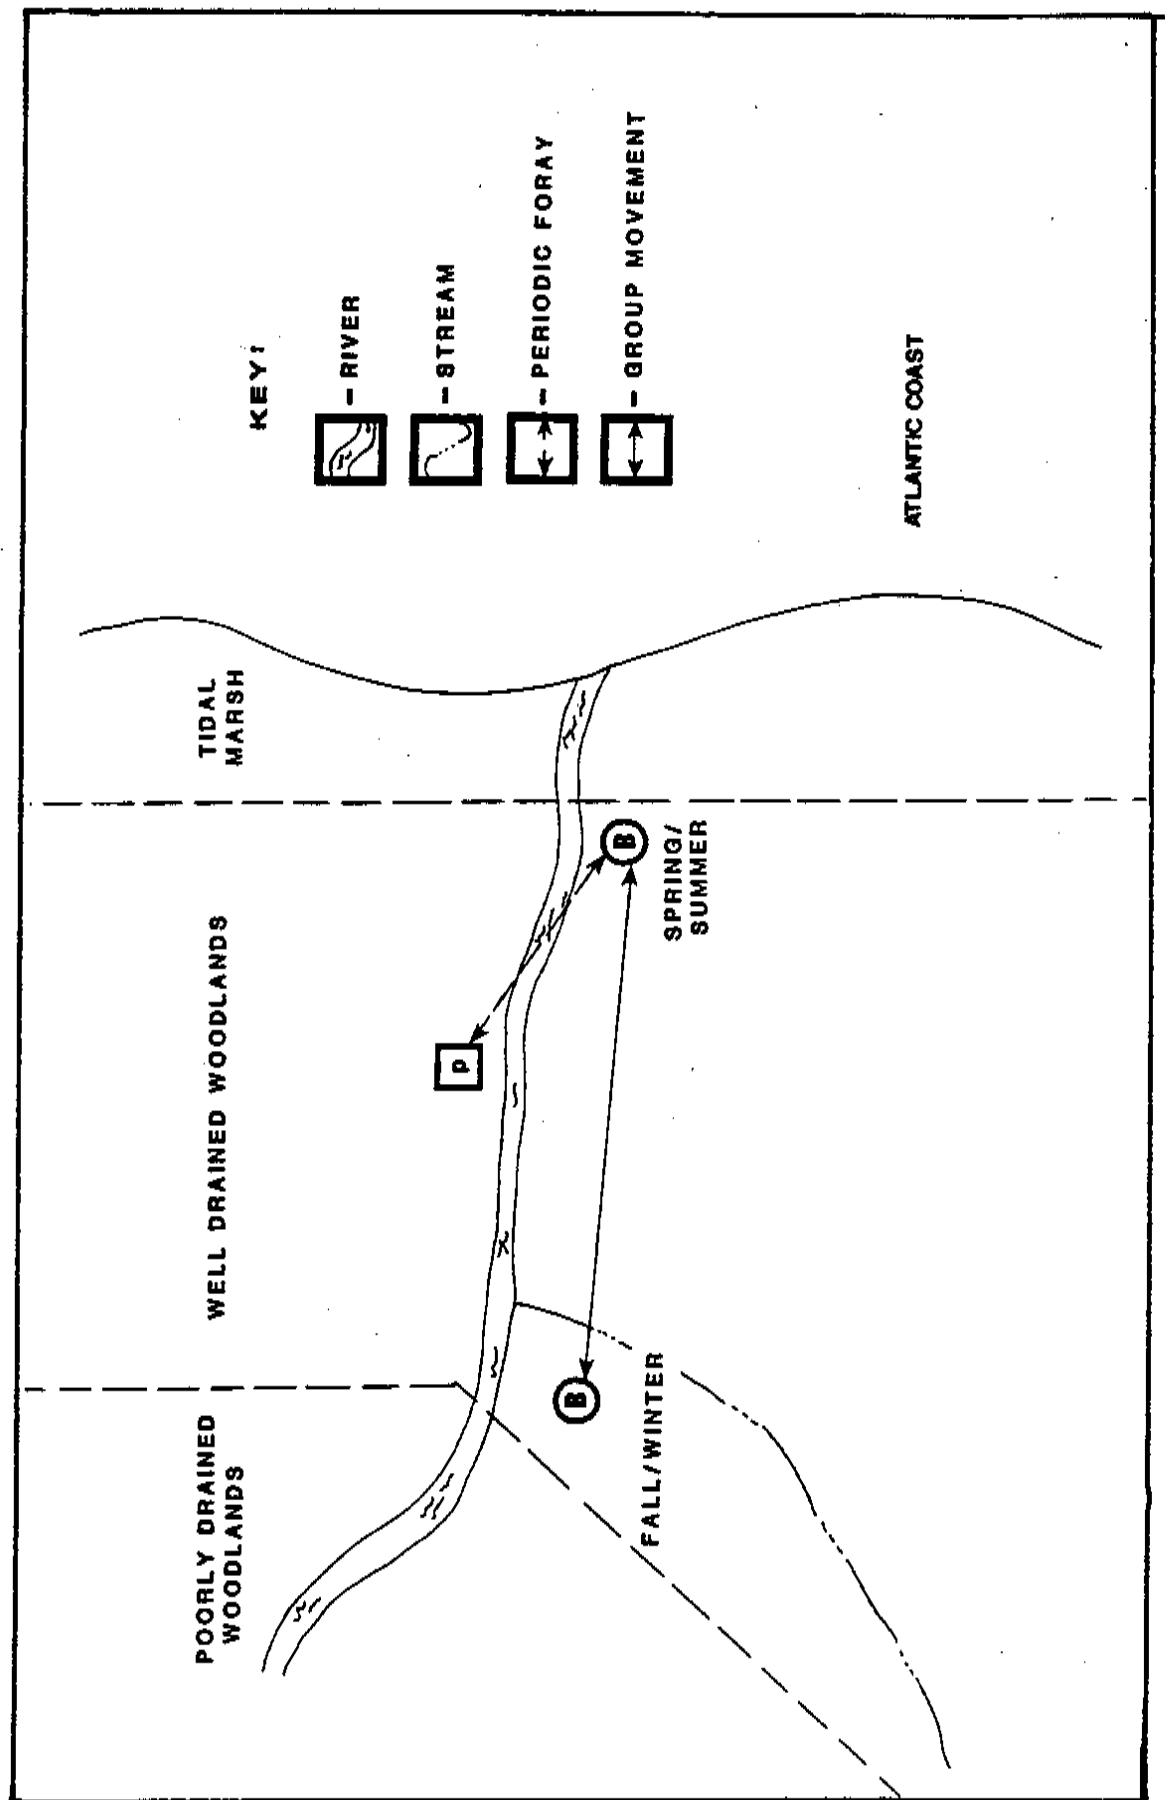 POORLY DRAINED
WOODLANDS
WELL DRAINED WOODLANDS
TIDAL
MARSH
KEY:
– RIVER
– STREAM
– PERIODIC FORAY
– GROUP MOVEMENT
P
B
FALL/WINTER
B
SPRING/
SUMMER
ATLANTIC COAST